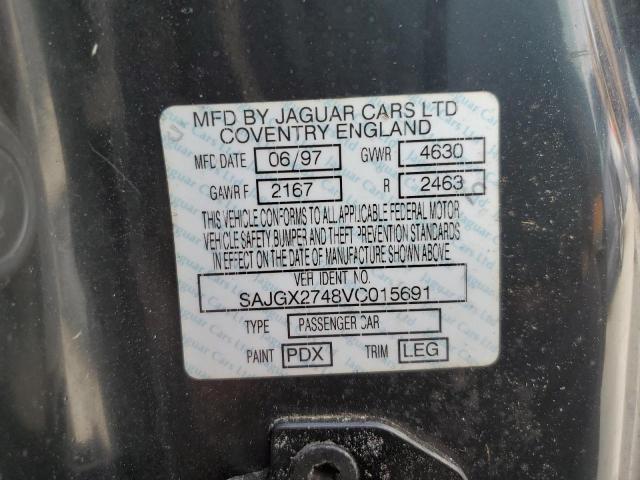 MFD BY JAGUAR CARS LTD
COVENTRY ENGLAND
MFC DATE 06/97 GVWR 4630
GAWR F 2167 R 2463
THIS VEHICLE CONFORMS TO ALL APPLICABLE FEDERAL MOTOR
VEHICLE SAFETY BUMPER AND THEFT PREVENTION STANDARDS
IN EFFECT ON THE DATE OF MANUFACTURE SHOWN ABOVE
VEH IDENT NO.
SAJGX2748VC015691
TYPE PASSENGER CAR
PAINT PDX TRIM LEG